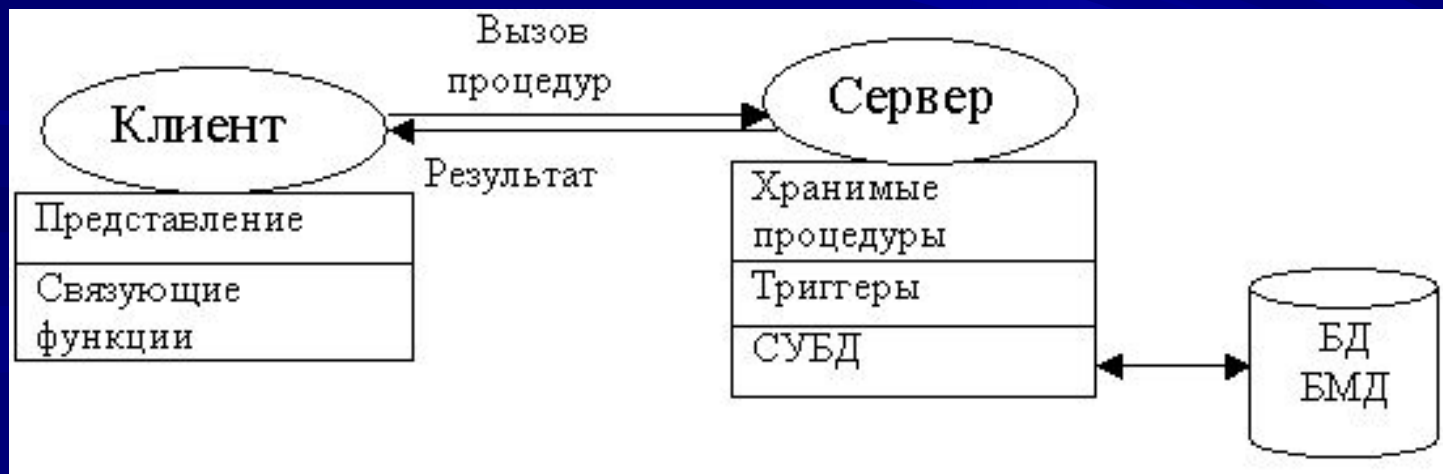 Вызов
процедур
Клиент
Сервер
Результат
Представление
Связующие
функции
Хранимые
процедуры
Триггеры
СУБД
БД
БМД